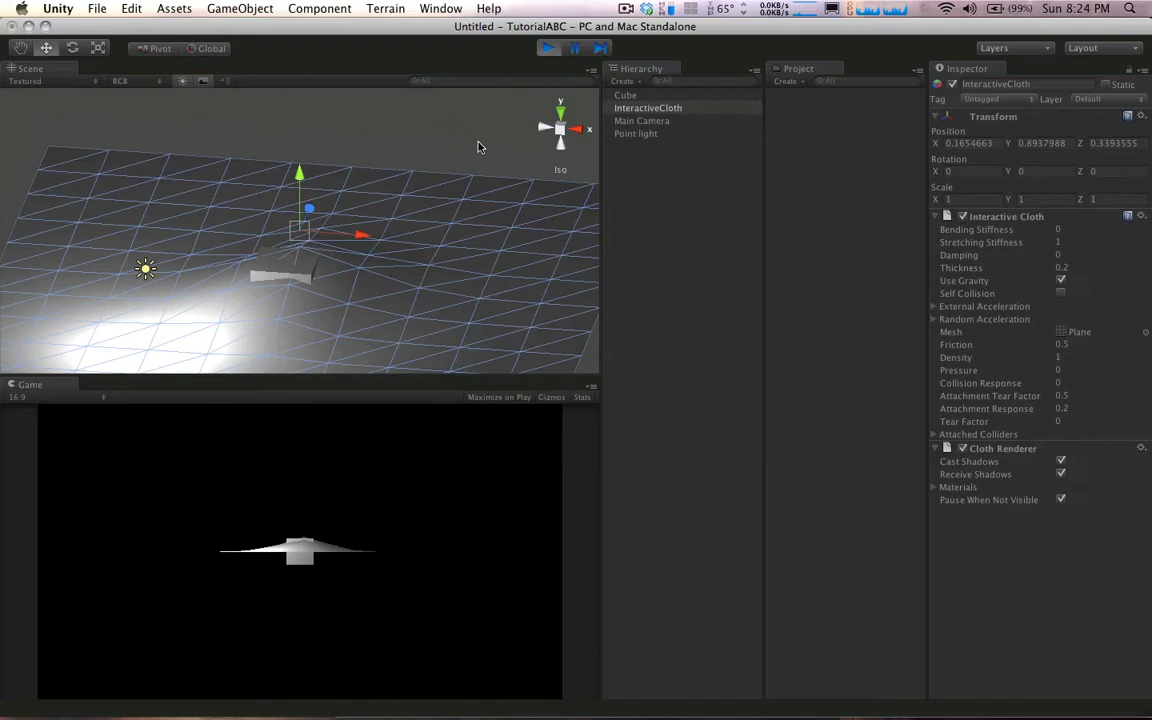 Unity File Edit Assets GameObject Component Terrain Window Help 65° 0.0KB/s 0.0KB/s (99%) Sun 8:24 PM
Untitled – TutorialABC – PC and Mac Standalone
Pivot Global Layers Layout
Scene
Textured RGB All
y
x
Iso
Game
16:9 Maximize on Play Gizmos Stats
Hierarchy
Create All
Cube
InteractiveCloth
Main Camera
Point light
Project
Create All
Inspector
InteractiveCloth Static
Tag Untagged Layer Default
Transform
Position
X 0.1654663 Y 0.8937988 Z 0.3393555
Rotation
X 0 Y 0 Z 0
Scale
X 1 Y 1 Z 1
Interactive Cloth
Bending Stiffness 0
Stretching Stiffness 1
Damping 0
Thickness 0.2
Use Gravity
Self Collision
External Acceleration
Random Acceleration
Mesh Plane
Friction 0.5
Density 1
Pressure 0
Collision Response 0
Attachment Tear Factor 0.5
Attachment Response 0.2
Tear Factor 0
Attached Colliders
Cloth Renderer
Cast Shadows
Receive Shadows
Materials
Pause When Not Visible